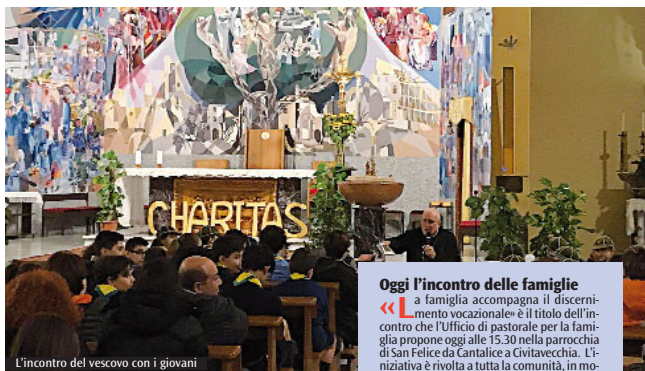 CHARITAS
L'incontro del vescovo con i giovani
Oggi l'incontro delle famiglie
«La famiglia accompagna il discerni-
mento vocazionale» è il titolo dell'in-
contro che l'Ufficio di pastorale per la fami-
glia propone oggi alle 15.30 nella parrocchia
di San Felice da Cantalice a Civitavecchia. L'i-
niziativa è rivolta a tutta la comunità, in mo-